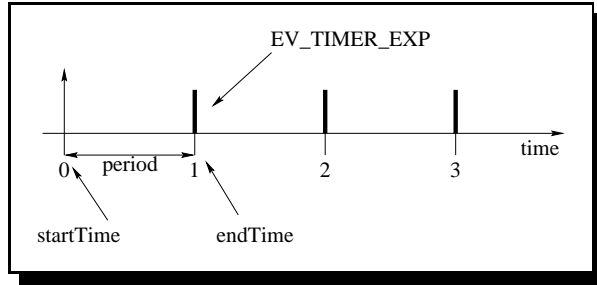 EV_TIMER_EXP
time
period
0 1 2 3
startTime endTime